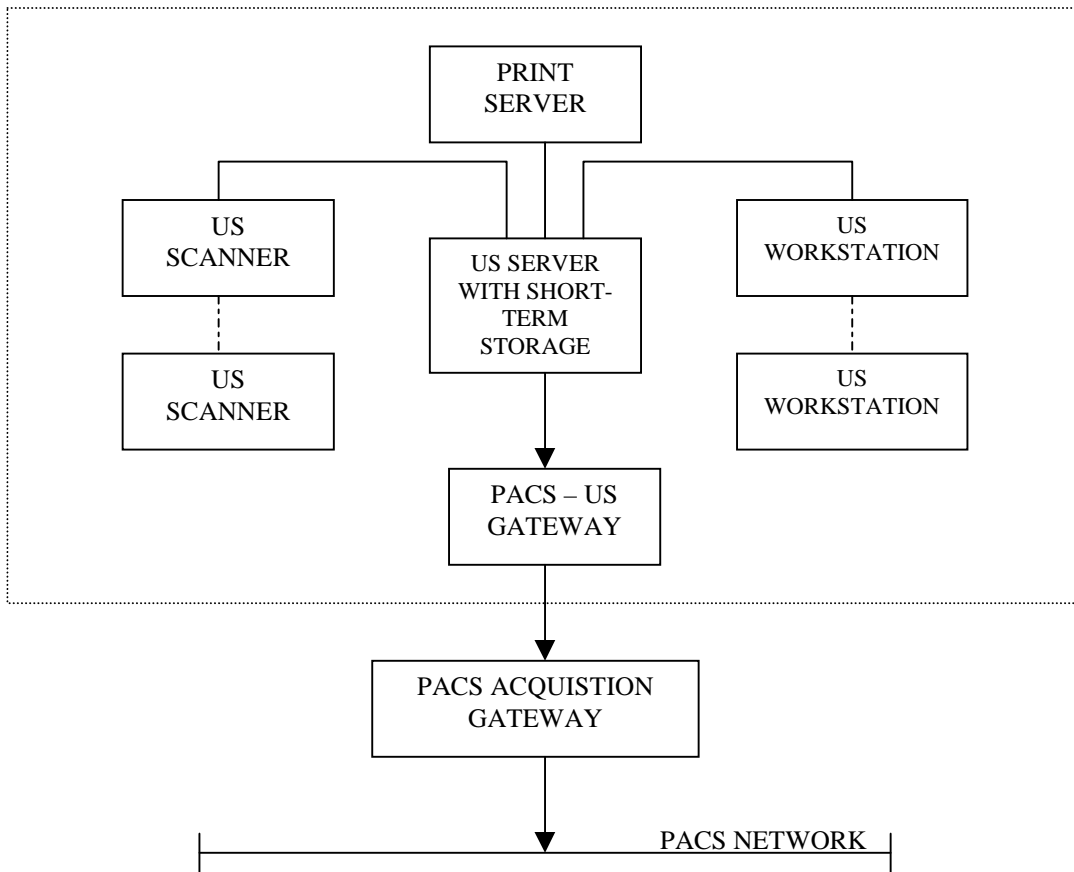 PRINT
SERVER
US
SCANNER
US SERVER
WITH SHORT-
TERM
STORAGE
US
WORKSTATION
US
SCANNER
US
WORKSTATION
PACS – US
GATEWAY
PACS ACQUISTION
GATEWAY
PACS NETWORK